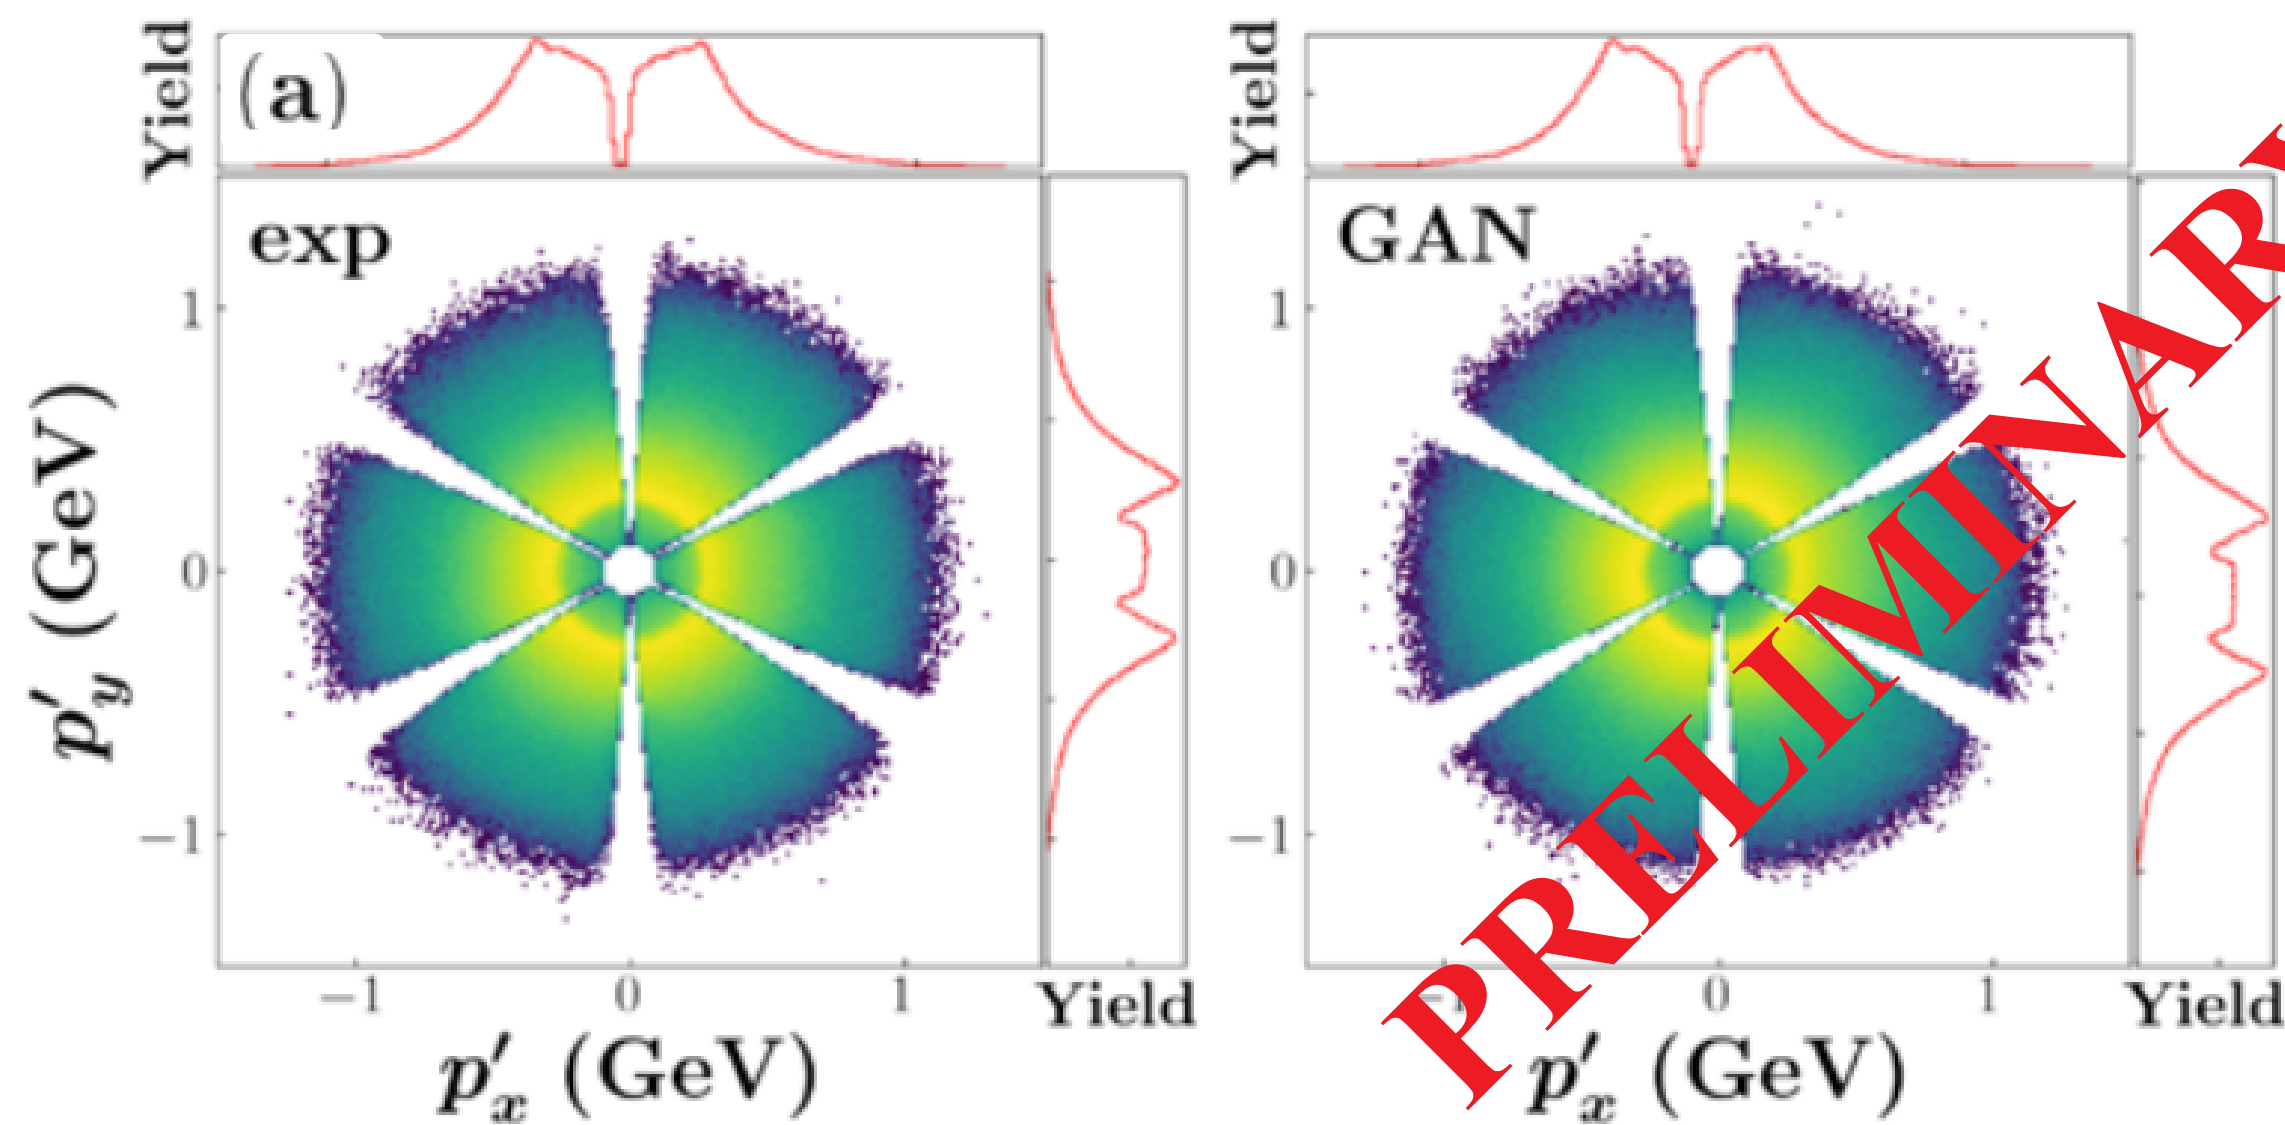 Yield
(a)
exp
1
0
−1
p′y (GeV)
−1 0 1
Yield
p′x (GeV)
Yield
GAN
1
0
−1
−1 0 1
Yield
p′x (GeV)
PRELIMINARY